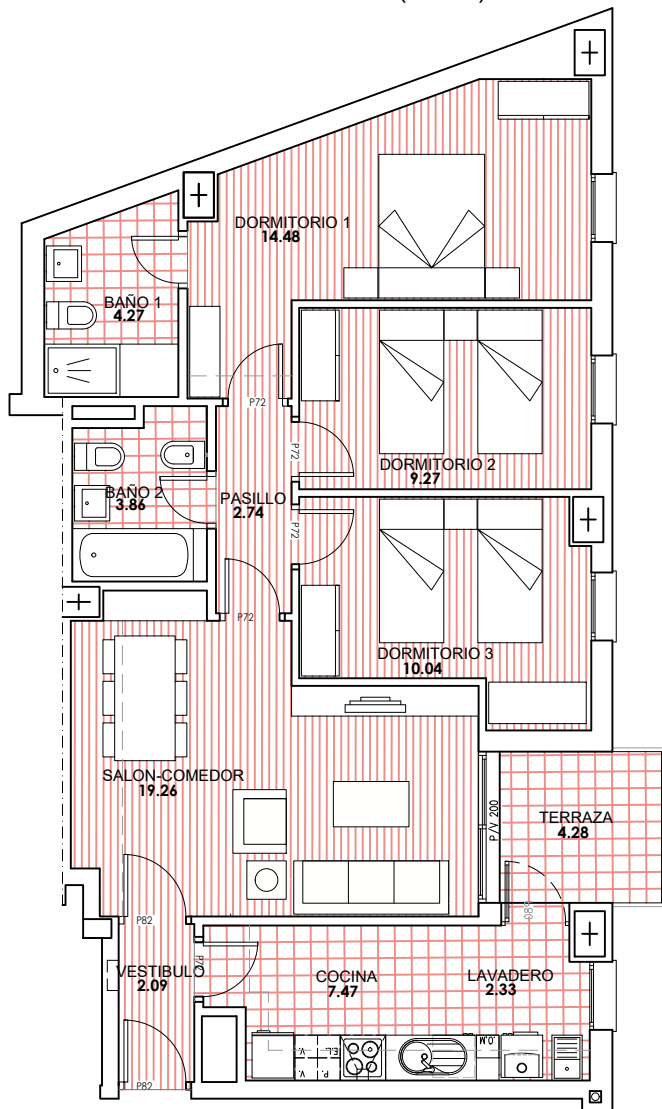 DORMITORIO 1
14.48
BAÑO 1
4.27
P72
P72
DORMITORIO 2
9.27
BAÑO 2
3.86
PASILLO
2.74
P72
P72
DORMITORIO 3
10.04
SALON-COMEDOR
19.26
P/V 200
TERRAZA
4.28
P80
P82
P72
VESTIBULO
2.09
COCINA
7.47
LAVADERO
2.33
P.V.
E.L.V.
O.M.
P82